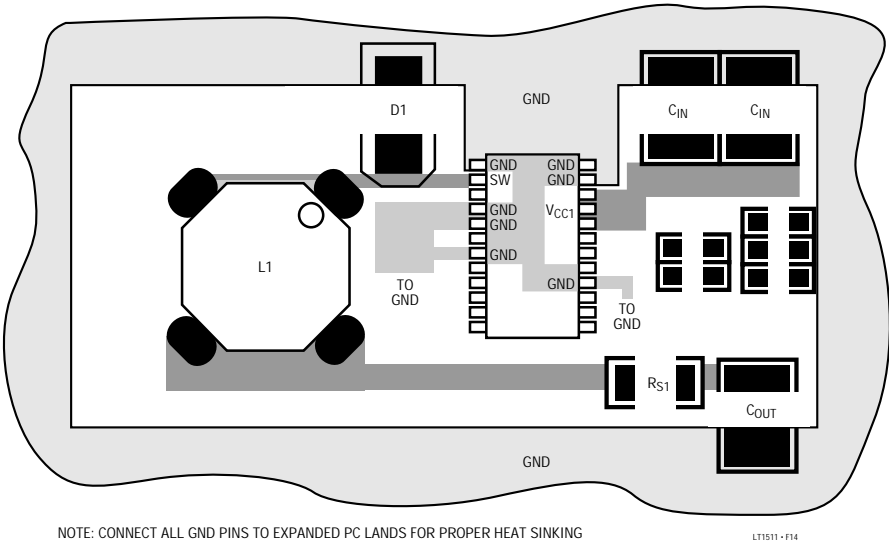 D1
GND
CIN
CIN
GND
SW
GND
GND
GND
GND
GND
VCC1
GND
L1
TO
GND
TO
GND
RS1
COUT
GND
NOTE: CONNECT ALL GND PINS TO EXPANDED PC LANDS FOR PROPER HEAT SINKING
LT1511 • F14